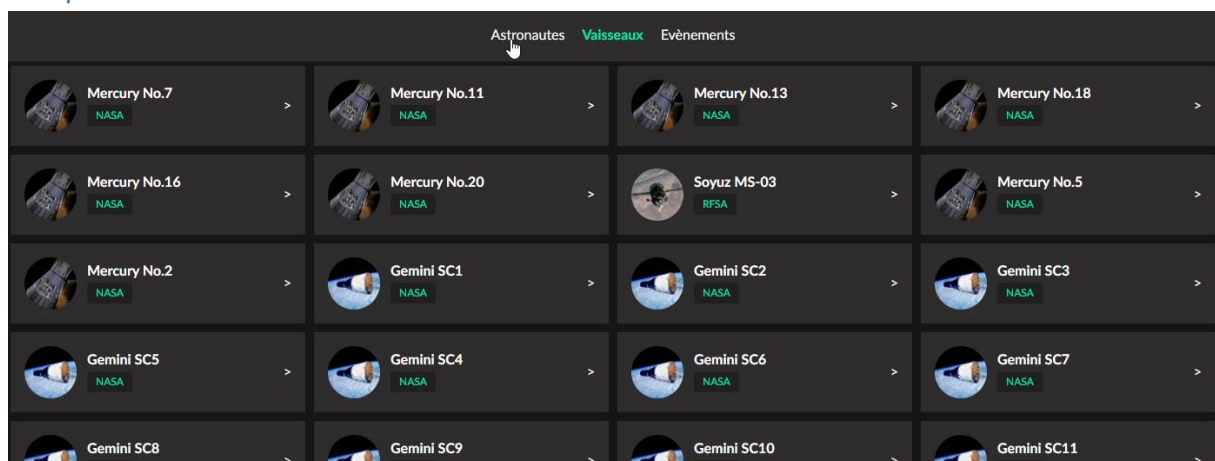 Astronautes Vaisseaux Evènements
Mercury No.7
NASA
>
Mercury No.11
NASA
>
Mercury No.13
NASA
>
Mercury No.18
NASA
>
Mercury No.16
NASA
>
Mercury No.20
NASA
>
Soyuz MS-03
RFSA
>
Mercury No.5
NASA
>
Mercury No.2
NASA
>
Gemini SC1
NASA
>
Gemini SC2
NASA
>
Gemini SC3
NASA
>
Gemini SC5
NASA
>
Gemini SC4
NASA
>
Gemini SC6
NASA
>
Gemini SC7
NASA
>
Gemini SC8
Gemini SC9
Gemini SC10
Gemini SC11